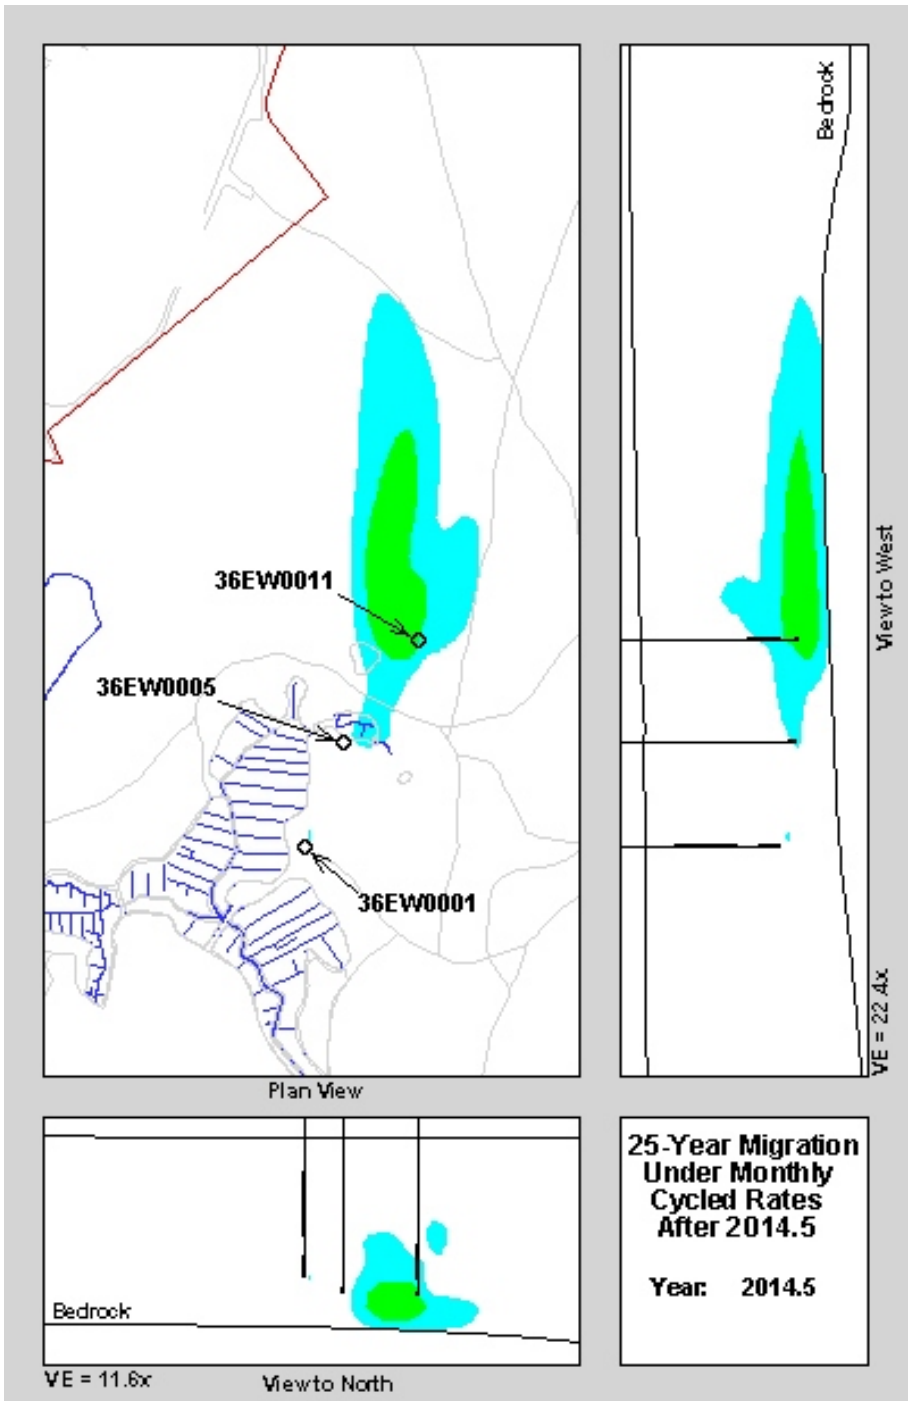 Bedrock
36EW0011
View to West
36EW0005
36EW0001
VE = 22.4x
Plan View
25-Year Migration
Under Monthly
Cycled Rates
After 2014.5
Year: 2014.5
Bedrock
VE = 11.6x
View to North